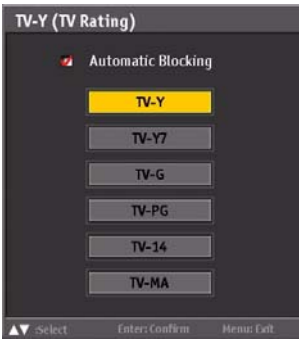 TV-Y (TV Rating)
Automatic Blocking
TV-Y
TV-Y7
TV-G
TV-PG
TV-14
TV-MA
▲▼ :Select Enter: Confirm Menu: Exit